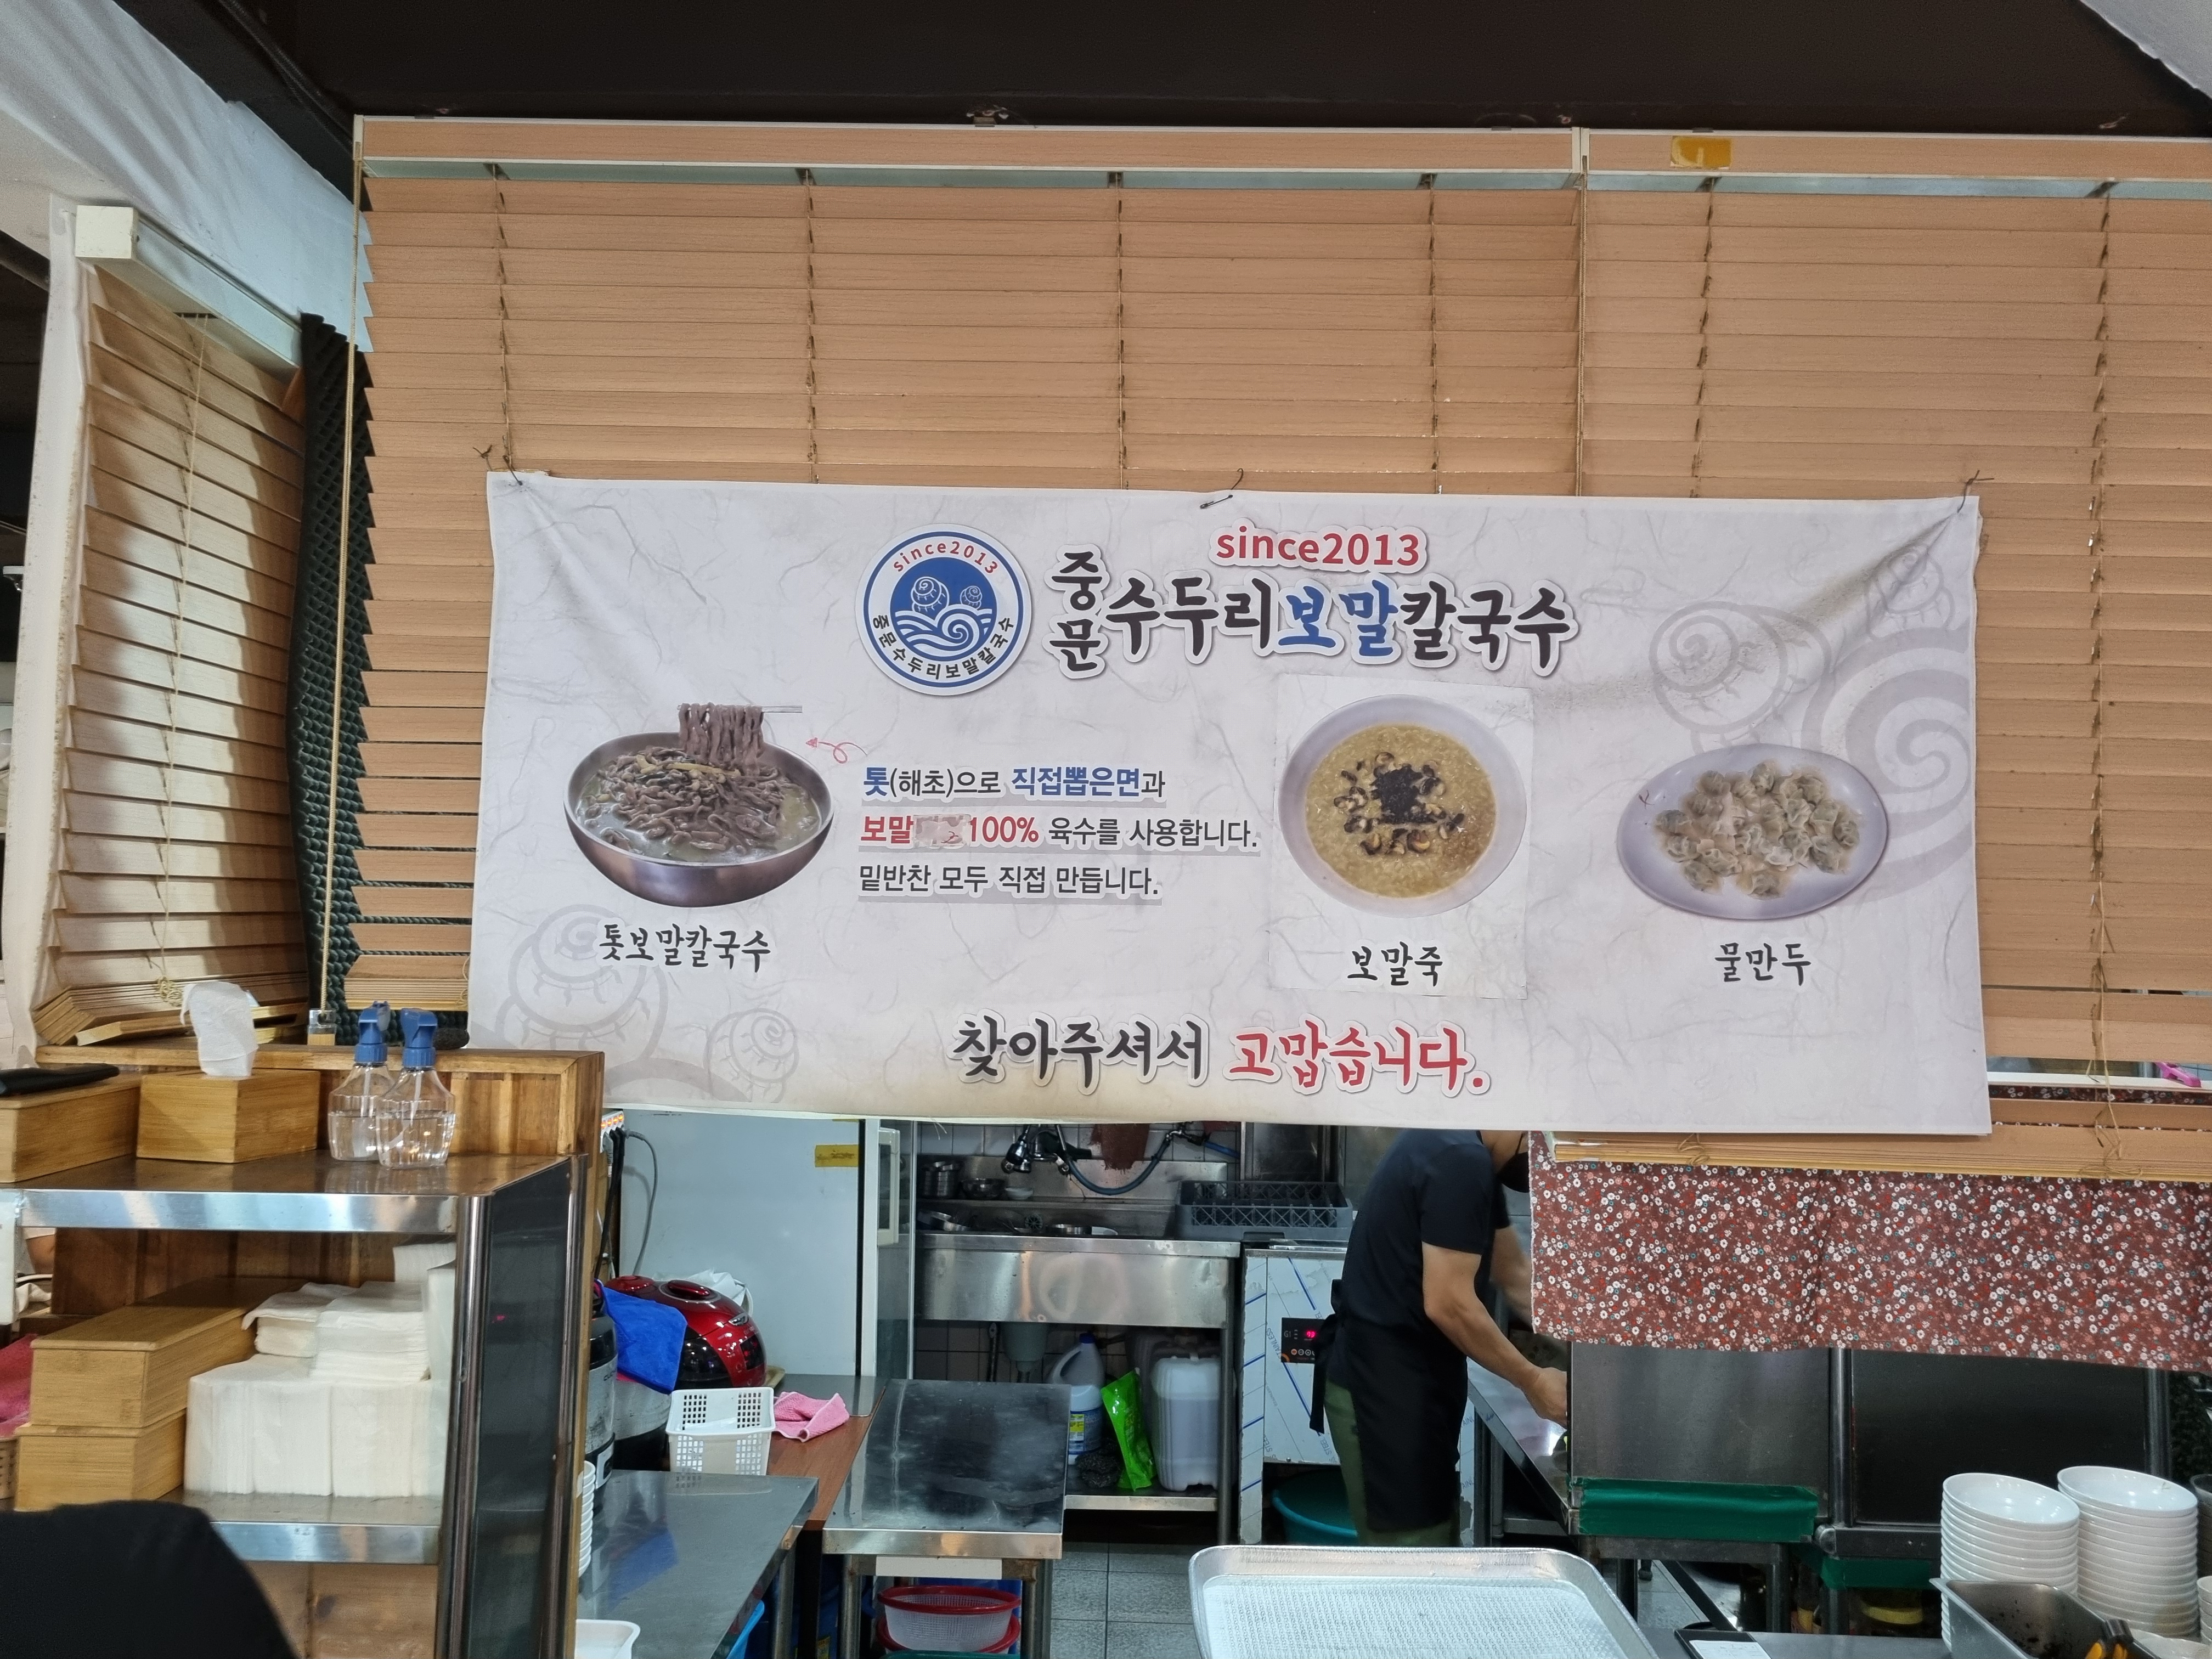 since2013
중문수두리보말칼국수
since2013
중문수두리보말칼국수
톳(해초)으로 직접뽑은면과
보말 100% 육수를 사용합니다.
밑반찬 모두 직접 만듭니다.
톳보말칼국수
보말죽
물만두
찾아주셔서 고맙습니다.